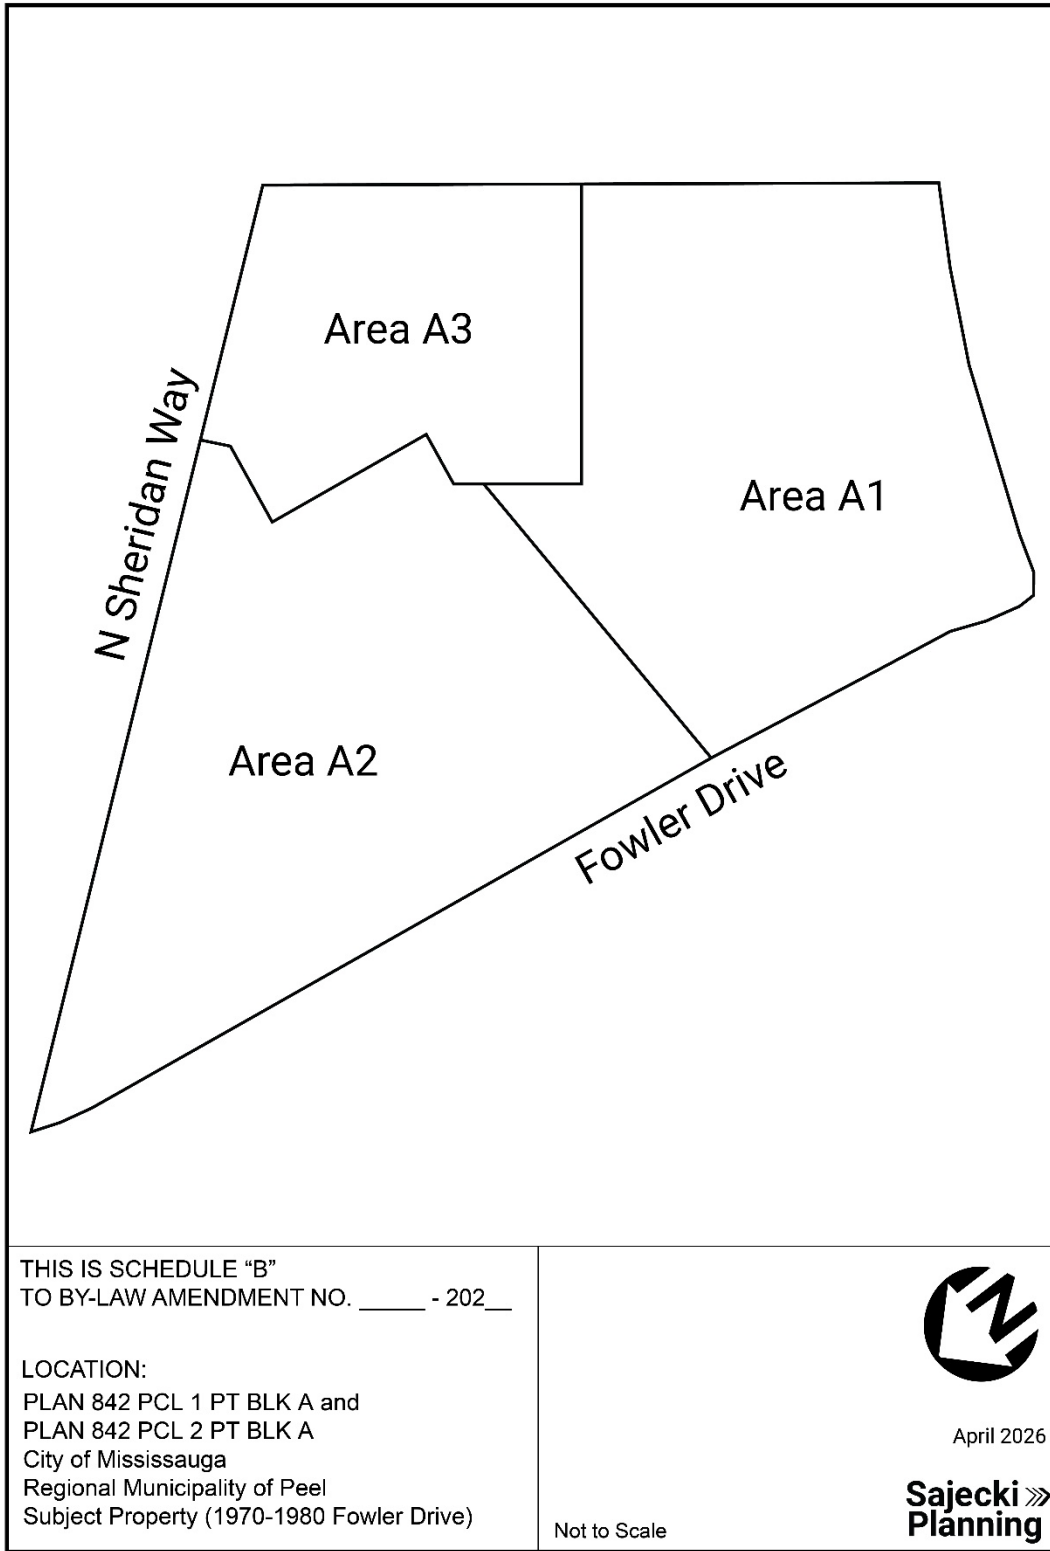 Area A3
N Sheridan Way
Area A1
Area A2
Fowler Drive
THIS IS SCHEDULE “B”
TO BY-LAW AMENDMENT NO. _____ - 202__
LOCATION:
PLAN 842 PCL 1 PT BLK A and
PLAN 842 PCL 2 PT BLK A
City of Mississauga
Regional Municipality of Peel
Subject Property (1970-1980 Fowler Drive)
Not to Scale
N
April 2026
Sajecki
Planning